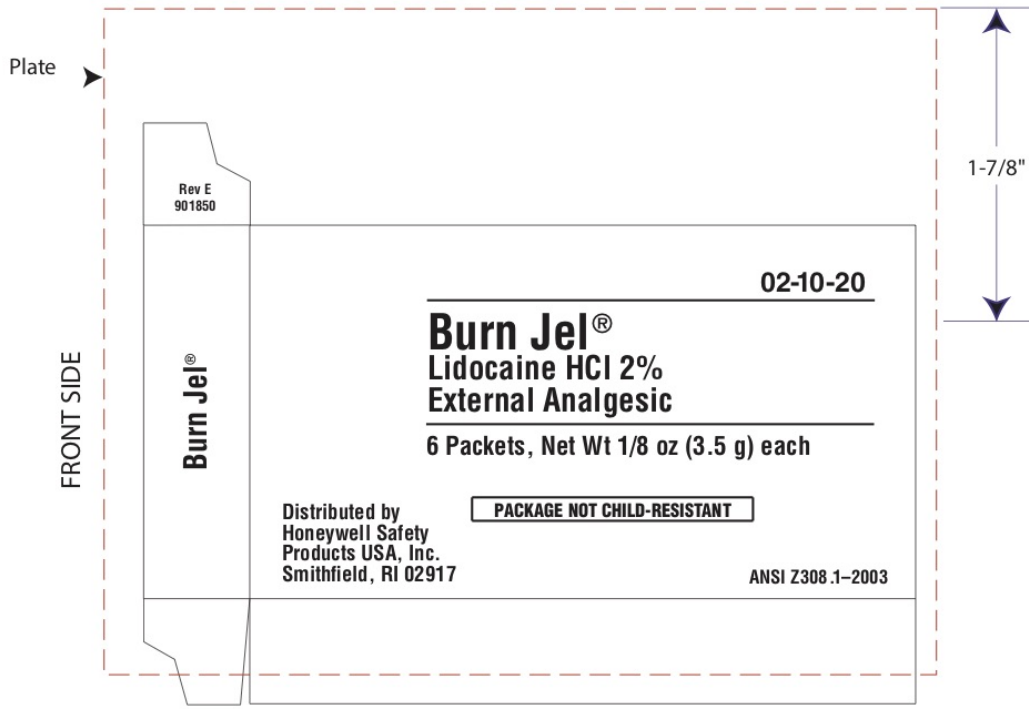 Plate
1-7/8"
Rev E
901850
FRONT SIDE
Burn Jel®
02-10-20
Burn Jel®
Lidocaine HCl 2%
External Analgesic
6 Packets, Net Wt 1/8 oz (3.5 g) each
PACKAGE NOT CHILD-RESISTANT
Distributed by
Honeywell Safety
Products USA, Inc.
Smithfield, RI 02917
ANSI Z308.1–2003